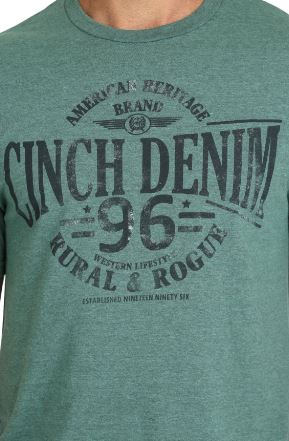 AMERICAN HERITAGE
BRAND
CINCH DENIM
96
WESTERN LIFESTYLE
RURAL & ROGUE
ESTABLISHED NINETEEN NINETY SIX